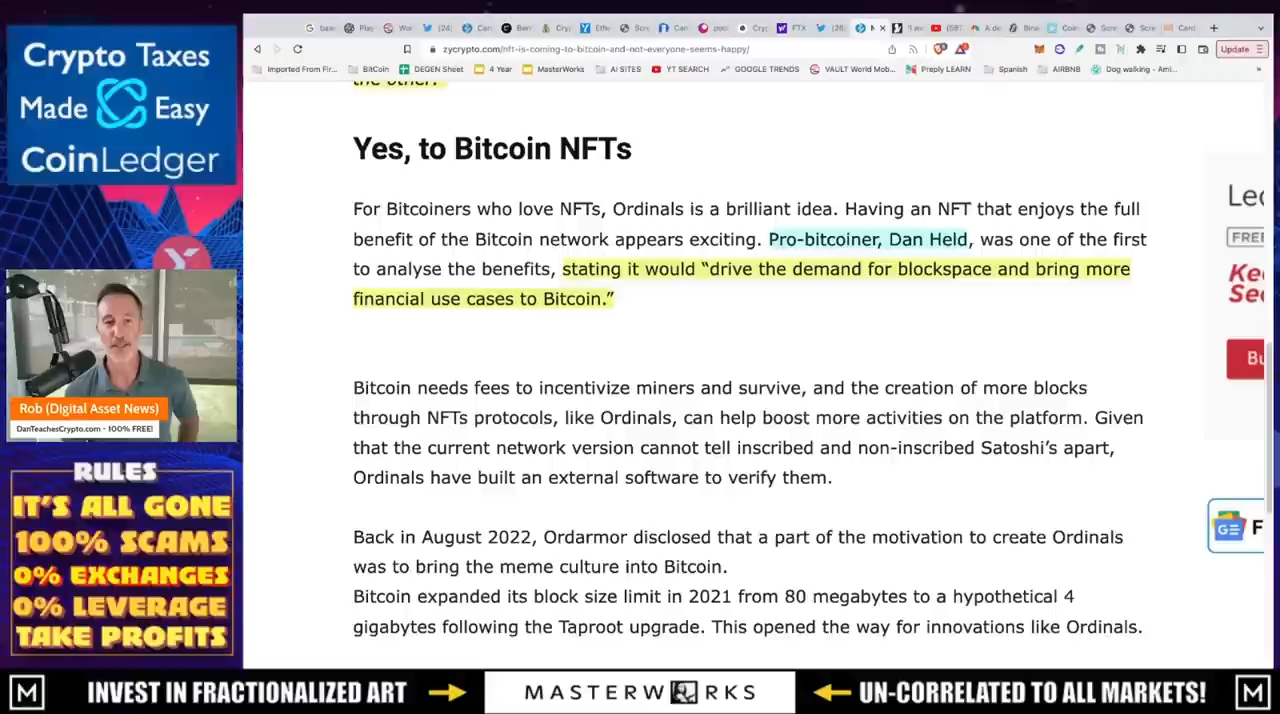 Crypto Taxes
Made Easy
CoinLedger
Rob (Digital Asset News)
DanTeachesCrypto.com - 100% FREE!
RULES
IT'S ALL GONE
100% SCAMS
0% EXCHANGES
0% LEVERAGE
TAKE PROFITS
zycrypto.com/nft-is-coming-to-bitcoin-and-not-everyone-seems-happy/
Update
Imported From Fir... BitCoin DEGEN Sheet 4 Year MasterWorks AI SITES YT SEARCH GOOGLE TRENDS VAULT World Mob... Preply LEARN Spanish AIRBNB Dog walking - Ami...
the other."
Yes, to Bitcoin NFTs
For Bitcoiners who love NFTs, Ordinals is a brilliant idea. Having an NFT that enjoys the full
benefit of the Bitcoin network appears exciting. Pro-bitcoiner, Dan Held, was one of the first
to analyse the benefits, stating it would “drive the demand for blockspace and bring more
financial use cases to Bitcoin.”
Bitcoin needs fees to incentivize miners and survive, and the creation of more blocks
through NFTs protocols, like Ordinals, can help boost more activities on the platform. Given
that the current network version cannot tell inscribed and non-inscribed Satoshi’s apart,
Ordinals have built an external software to verify them.
Back in August 2022, Ordarmor disclosed that a part of the motivation to create Ordinals
was to bring the meme culture into Bitcoin.
Bitcoin expanded its block size limit in 2021 from 80 megabytes to a hypothetical 4
gigabytes following the Taproot upgrade. This opened the way for innovations like Ordinals.
FREE
M INVEST IN FRACTIONALIZED ART MASTERWORKS UN-CORRELATED TO ALL MARKETS! M